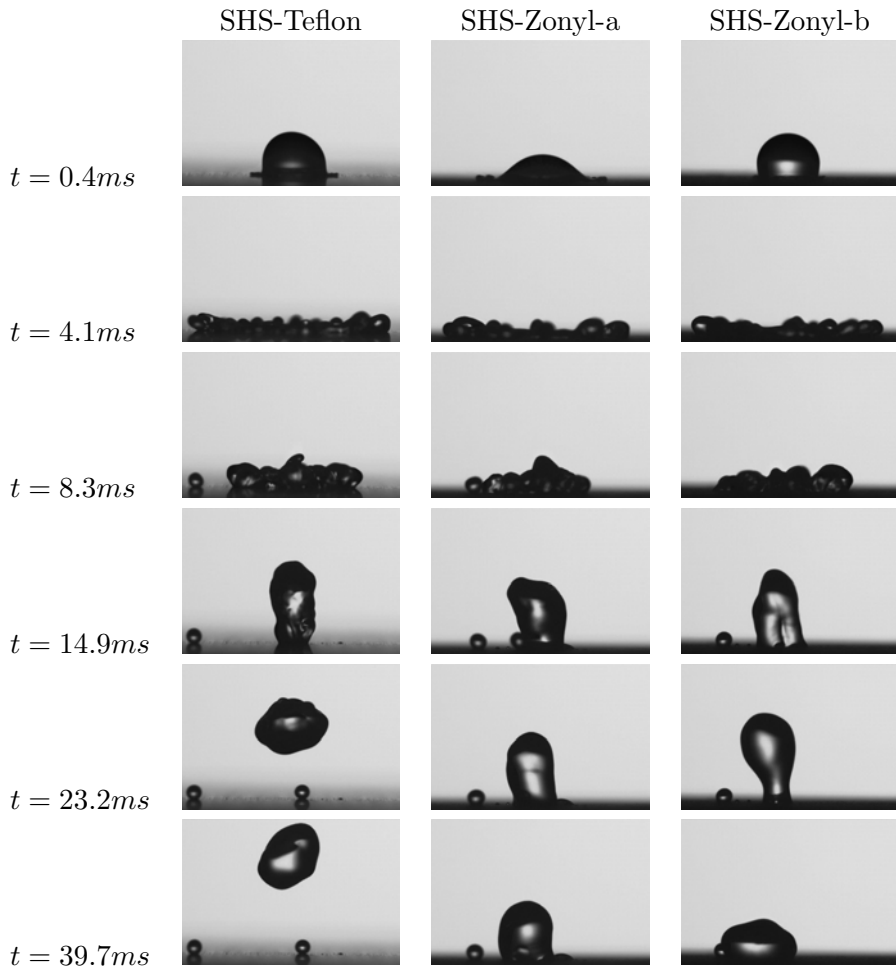 SHS-Teflon SHS-Zonyl-a SHS-Zonyl-b
t = 0.4ms
t = 4.1ms
t = 8.3ms
t = 14.9ms
t = 23.2ms
t = 39.7ms